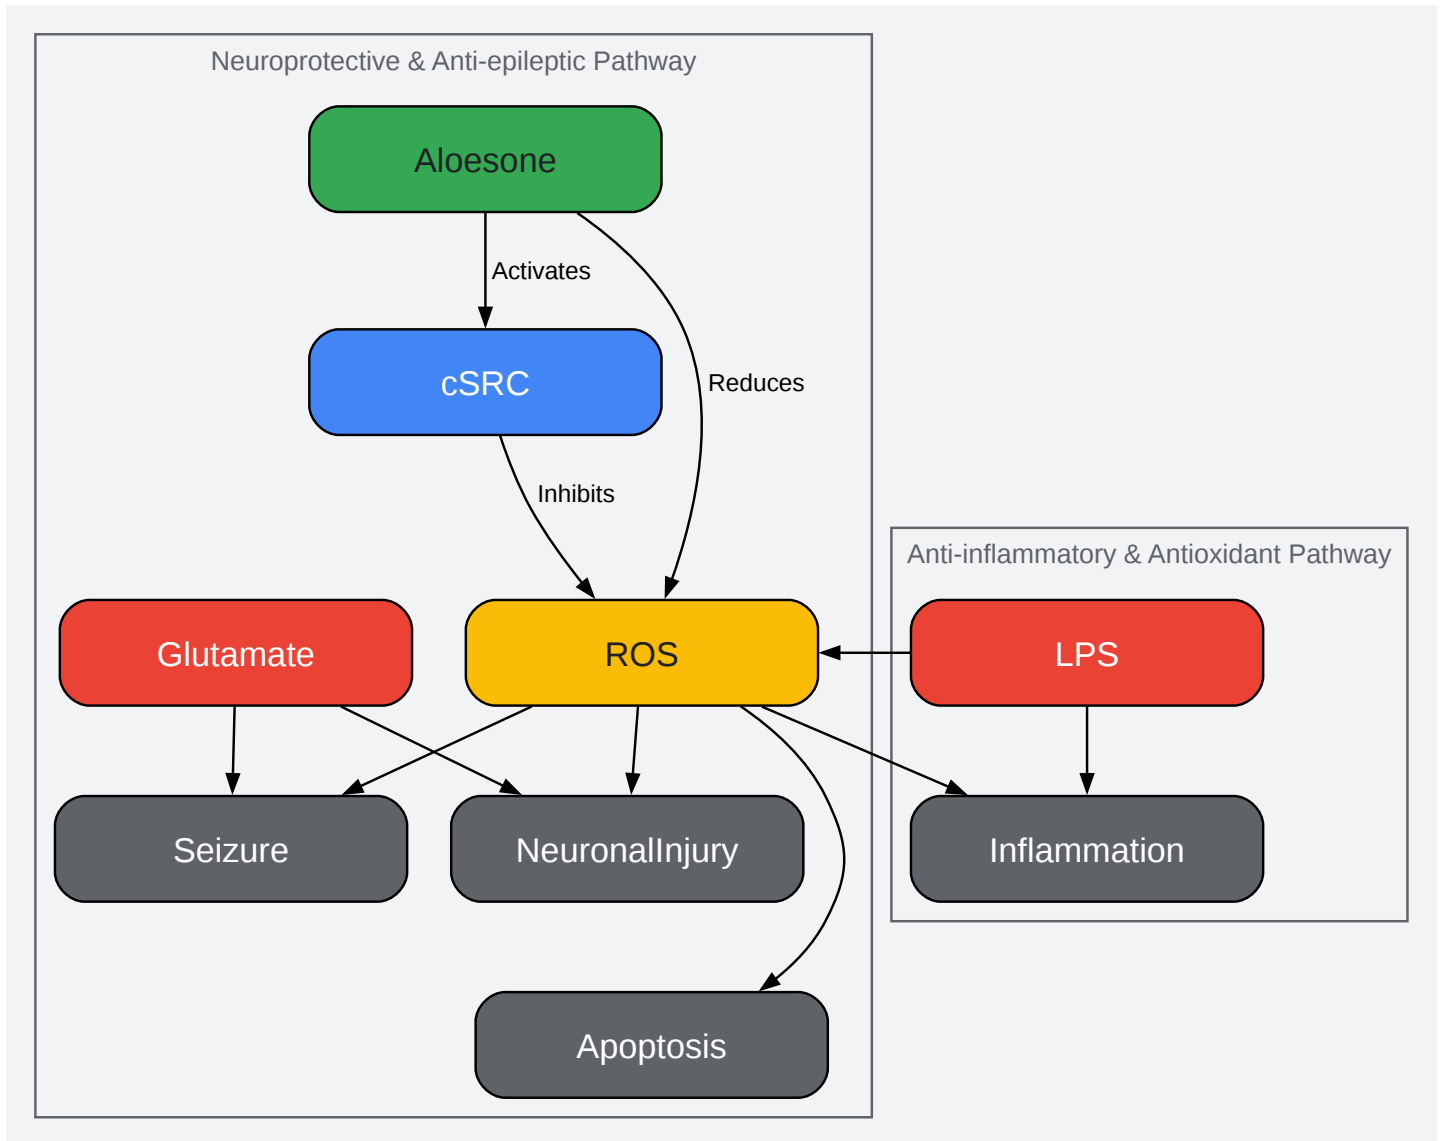 Neuroprotective & Anti-epileptic Pathway
Aloesone
Activates
cSRC
Reduces
Inhibits
Anti-inflammatory & Antioxidant Pathway
Glutamate
ROS
LPS
Seizure
NeuronalInjury
Inflammation
Apoptosis